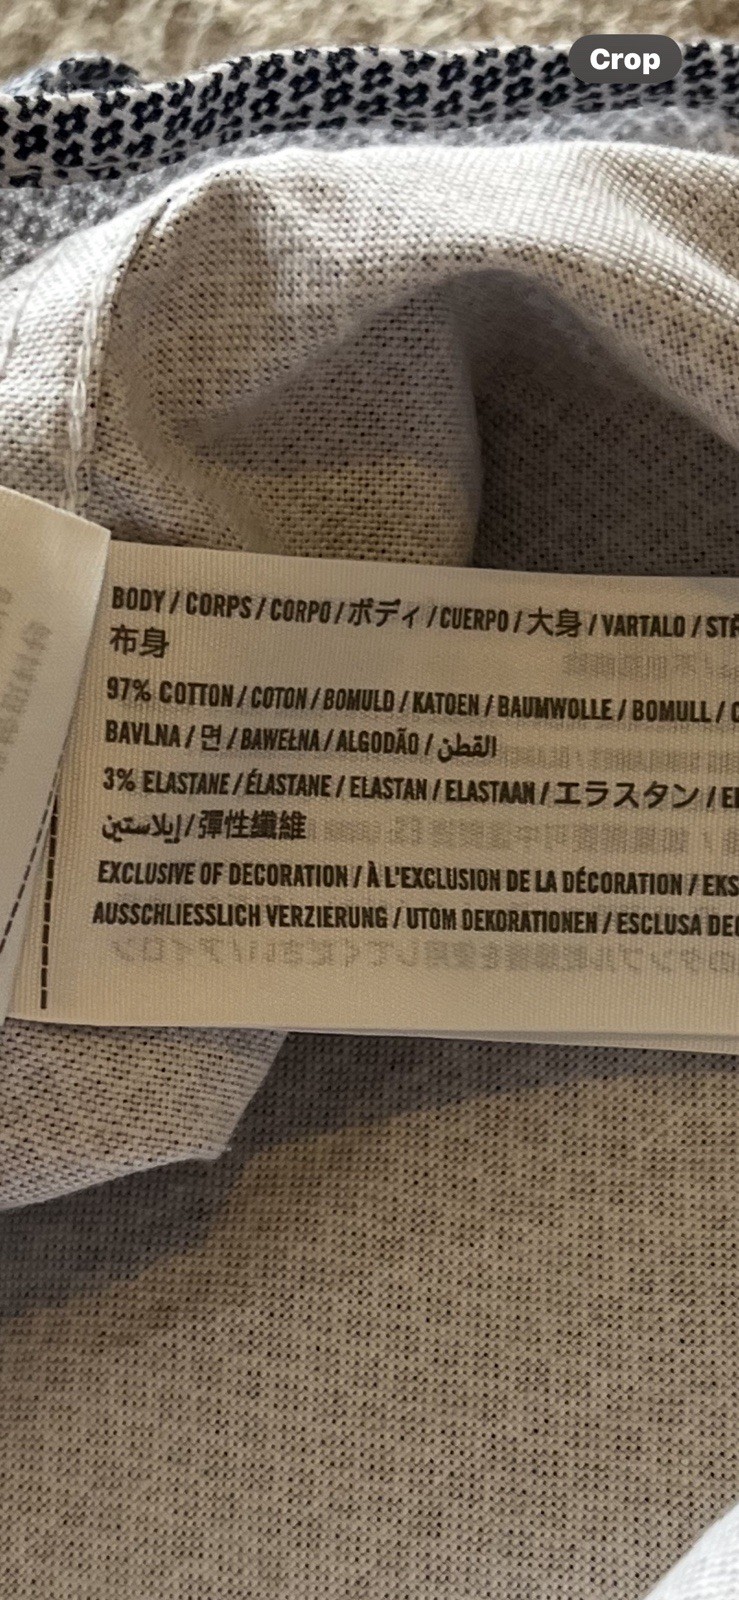 Crop
BODY / CORPS / CORPO / ボディ / CUERPO / 大身 / VARTALO /
布身
97% COTTON / COTON / BOMULD / KATOEN / BAUMWOLLE / BOMULL /
BAVLNA / 면 / BAWEŁNA / ALGODÃO / القطن
3% ELASTANE / ÉLASTANE / ELASTAN / ELASTAAN / エラスタン /
إيلاستين / 彈性纖維
EXCLUSIVE OF DECORATION / À L'EXCLUSION DE LA DÉCORATION /
AUSSCHLIESSLICH VERZIERUNG / UTOM DEKORATIONEN / ESCLUSA